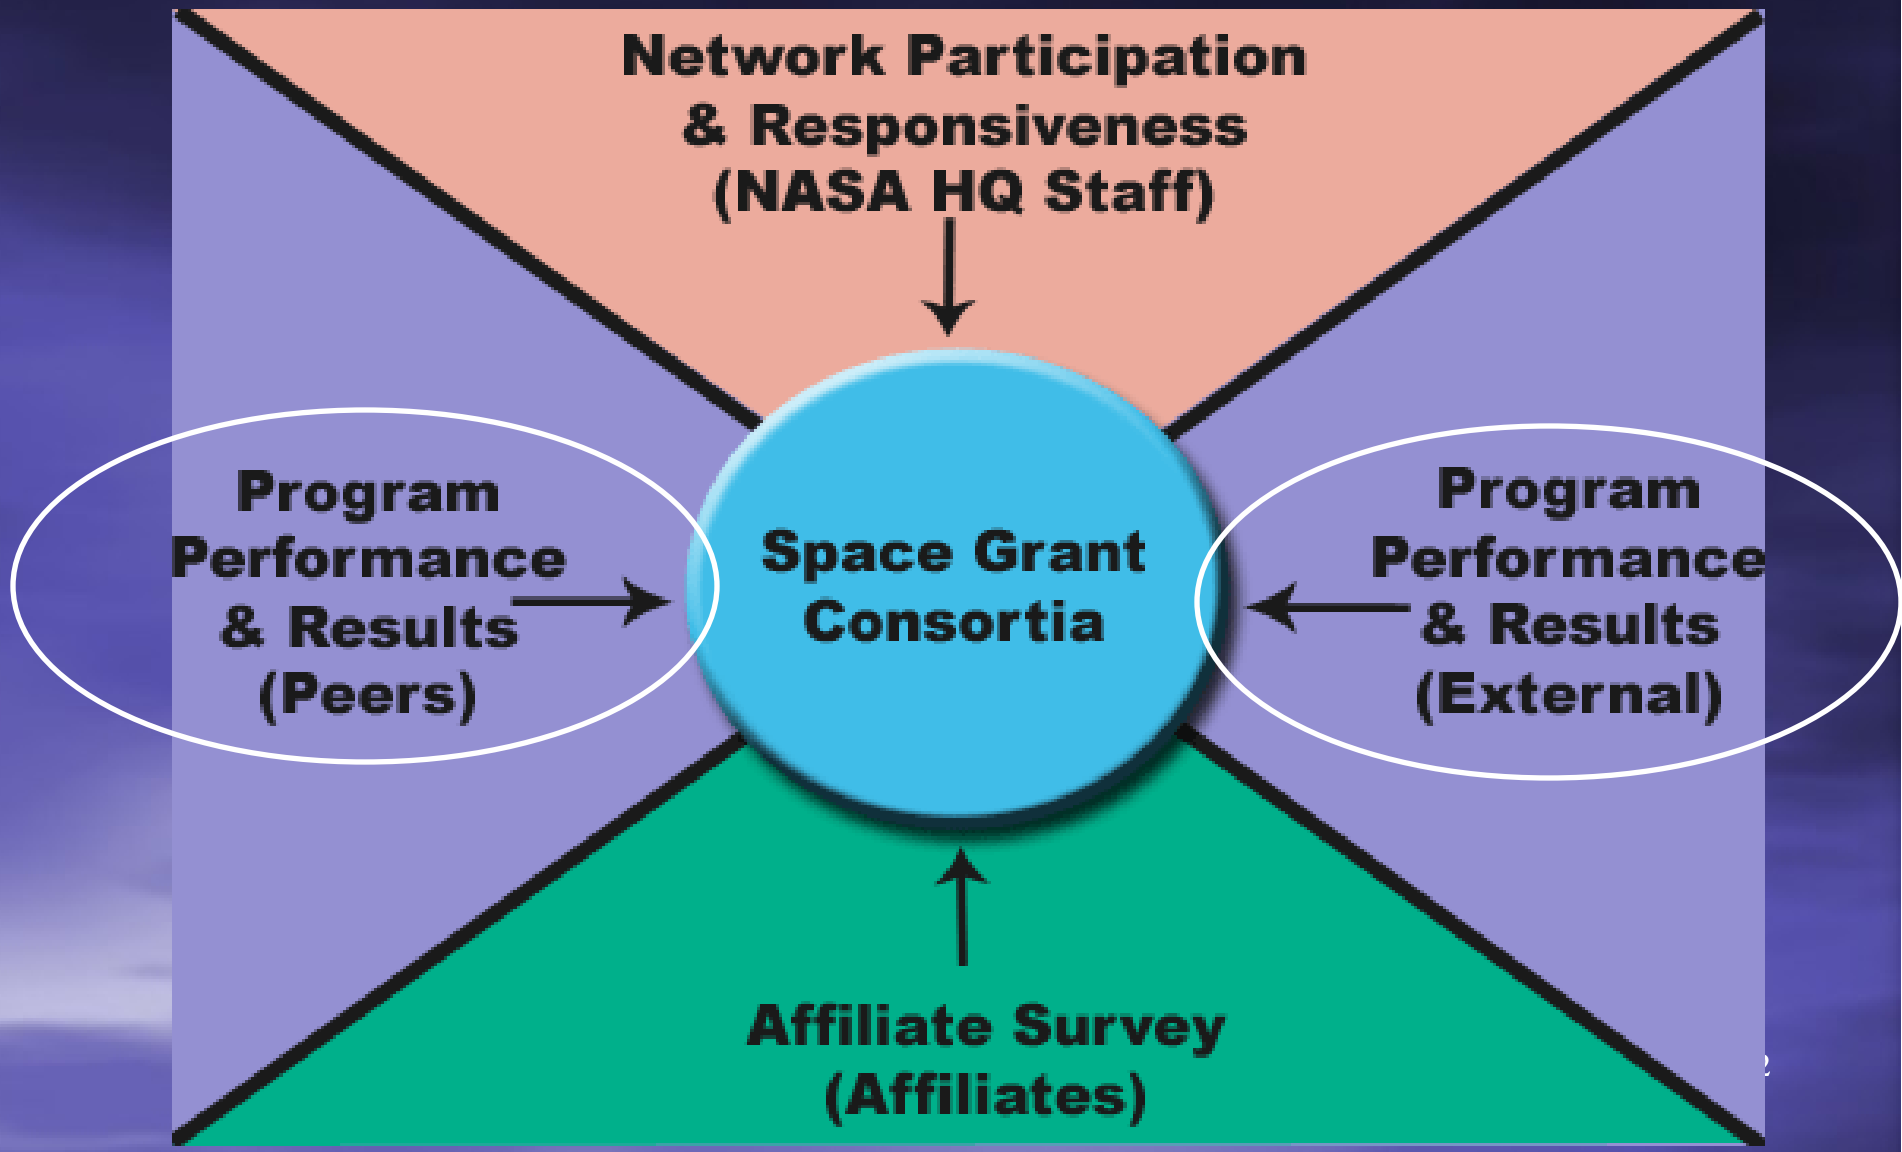 Network Participation
& Responsiveness
(NASA HQ Staff)
Program
Performance
& Results
(Peers)
Space Grant
Consortia
Program
Performance
& Results
(External)
Affiliate Survey
(Affiliates)